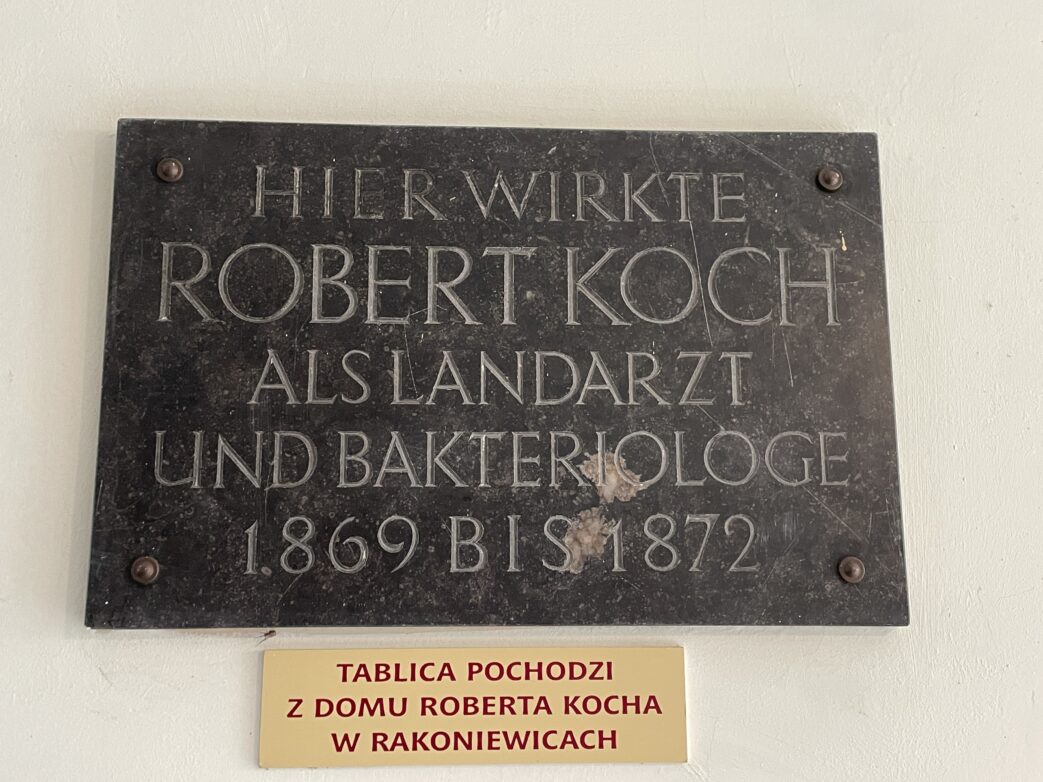 HIER WIRKTE
ROBERT KOCH
ALS LANDARZT
UND BAKTERIOLOGE
1869 BIS 1872
TABLICA POCHODZI
Z DOMU ROBERTA KOCHA
W RAKONIEWICACH